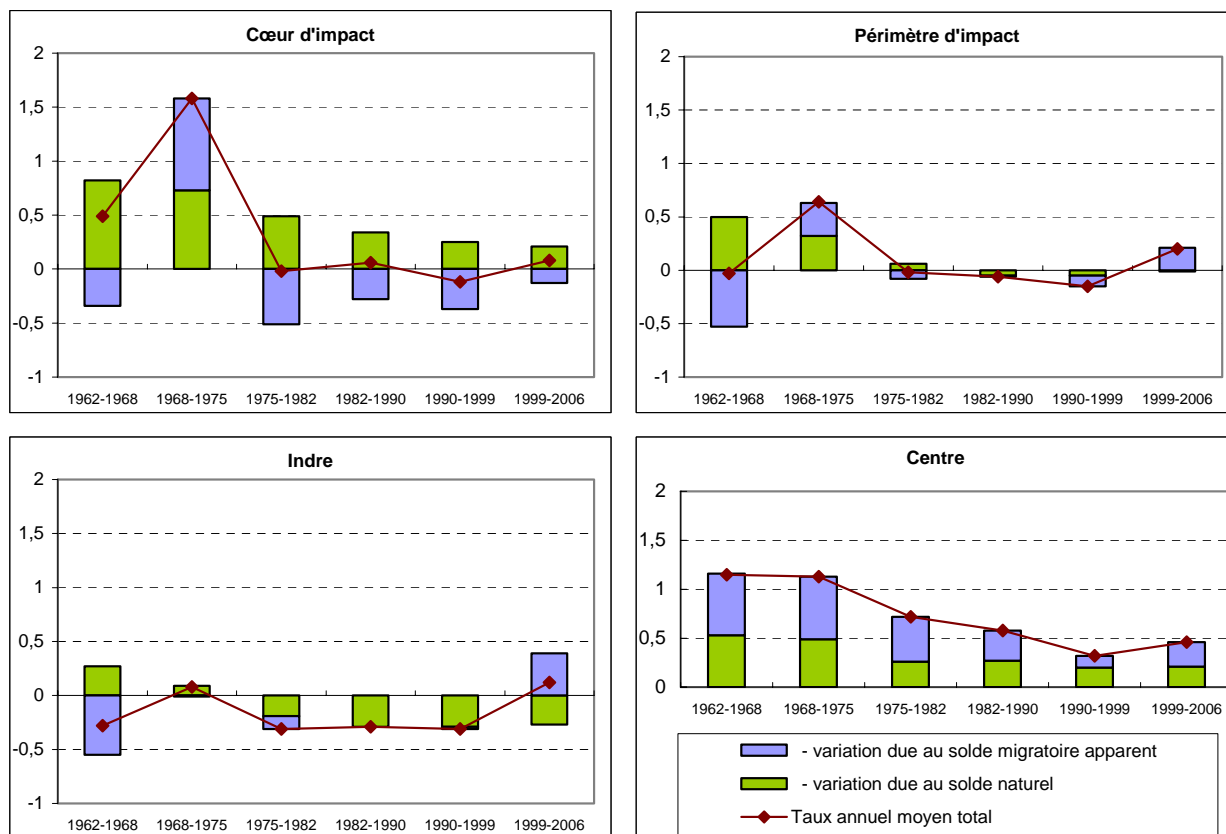 Cœur d'impact
2
1,5
1
0,5
0
-0,5
-1
1962-1968 1968-1975 1975-1982 1982-1990 1990-1999 1999-2006
Périmètre d'impact
2
1,5
1
0,5
0
-0,5
-1
1962-1968 1968-1975 1975-1982 1982-1990 1990-1999 1999-2006
Indre
2
1,5
1
0,5
0
-0,5
-1
1962-1968 1968-1975 1975-1982 1982-1990 1990-1999 1999-2006
Centre
2
1,5
1
0,5
0
1962-1968 1968-1975 1975-1982 1982-1990 1990-1999 1999-2006
- variation due au solde migratoire apparent
- variation due au solde naturel
Taux annuel moyen total